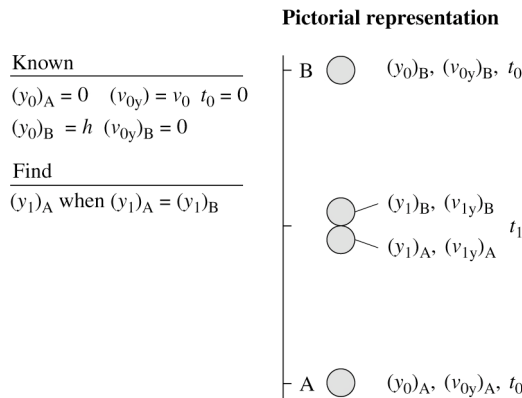 Pictorial representation
Known
(y₀)A = 0 (v₀y) = v₀ t₀ = 0
(y₀)B = h (v₀y)B = 0
Find
(y₁)A when (y₁)A = (y₁)B
B (y₀)B, (v₀y)B, t₀
(y₁)B, (v₁y)B
t₁
(y₁)A, (v₁y)A
A (y₀)A, (v₀y)A, t₀